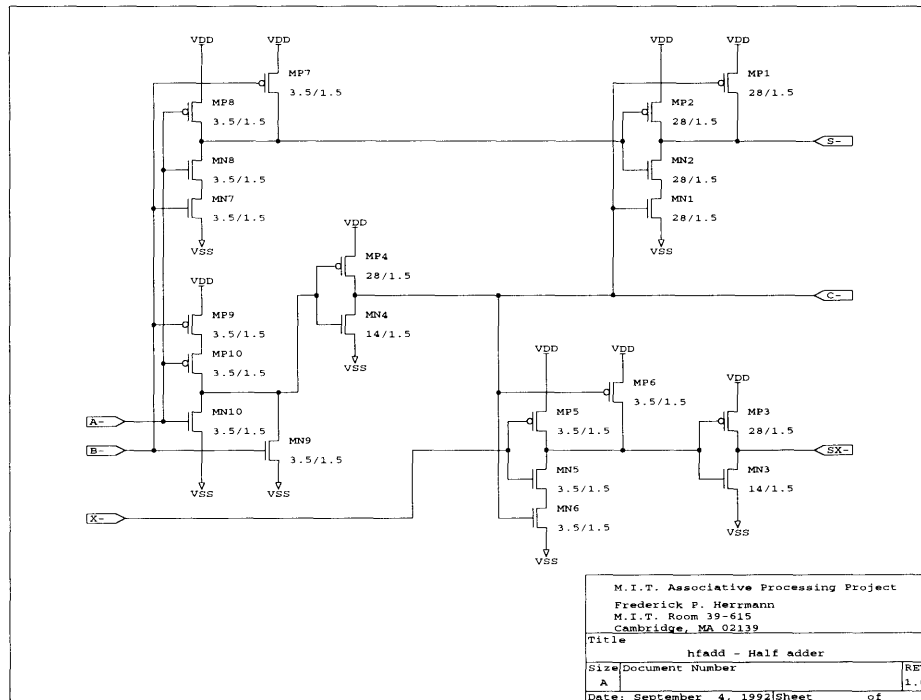 VDD VDD VDD VDD
MP7
3.5/1.5
MP1
28/1.5
MP8
3.5/1.5
MP2
28/1.5
S-
MN8
3.5/1.5
MN2
28/1.5
MN7
3.5/1.5
MN1
28/1.5
VSS VSS
VDD
MP4
28/1.5
VDD
C-
MP9
3.5/1.5
MN4
14/1.5
MP10
3.5/1.5
VSS
VDD VDD VDD
MP6
3.5/1.5
A-
MN10
3.5/1.5
MP5
3.5/1.5
MP3
28/1.5
B-
MN9
3.5/1.5
SX-
MN5
3.5/1.5
MN3
14/1.5
VSS VSS
X-
MN6
3.5/1.5
VSS
VSS
M.I.T. Associative Processing Project
Frederick P. Herrmann
M.I.T. Room 39-615
Cambridge, MA 02139
Title
hfadd - Half adder
Size Document Number RE
A 1.
Date: September 4, 1992 Sheet of